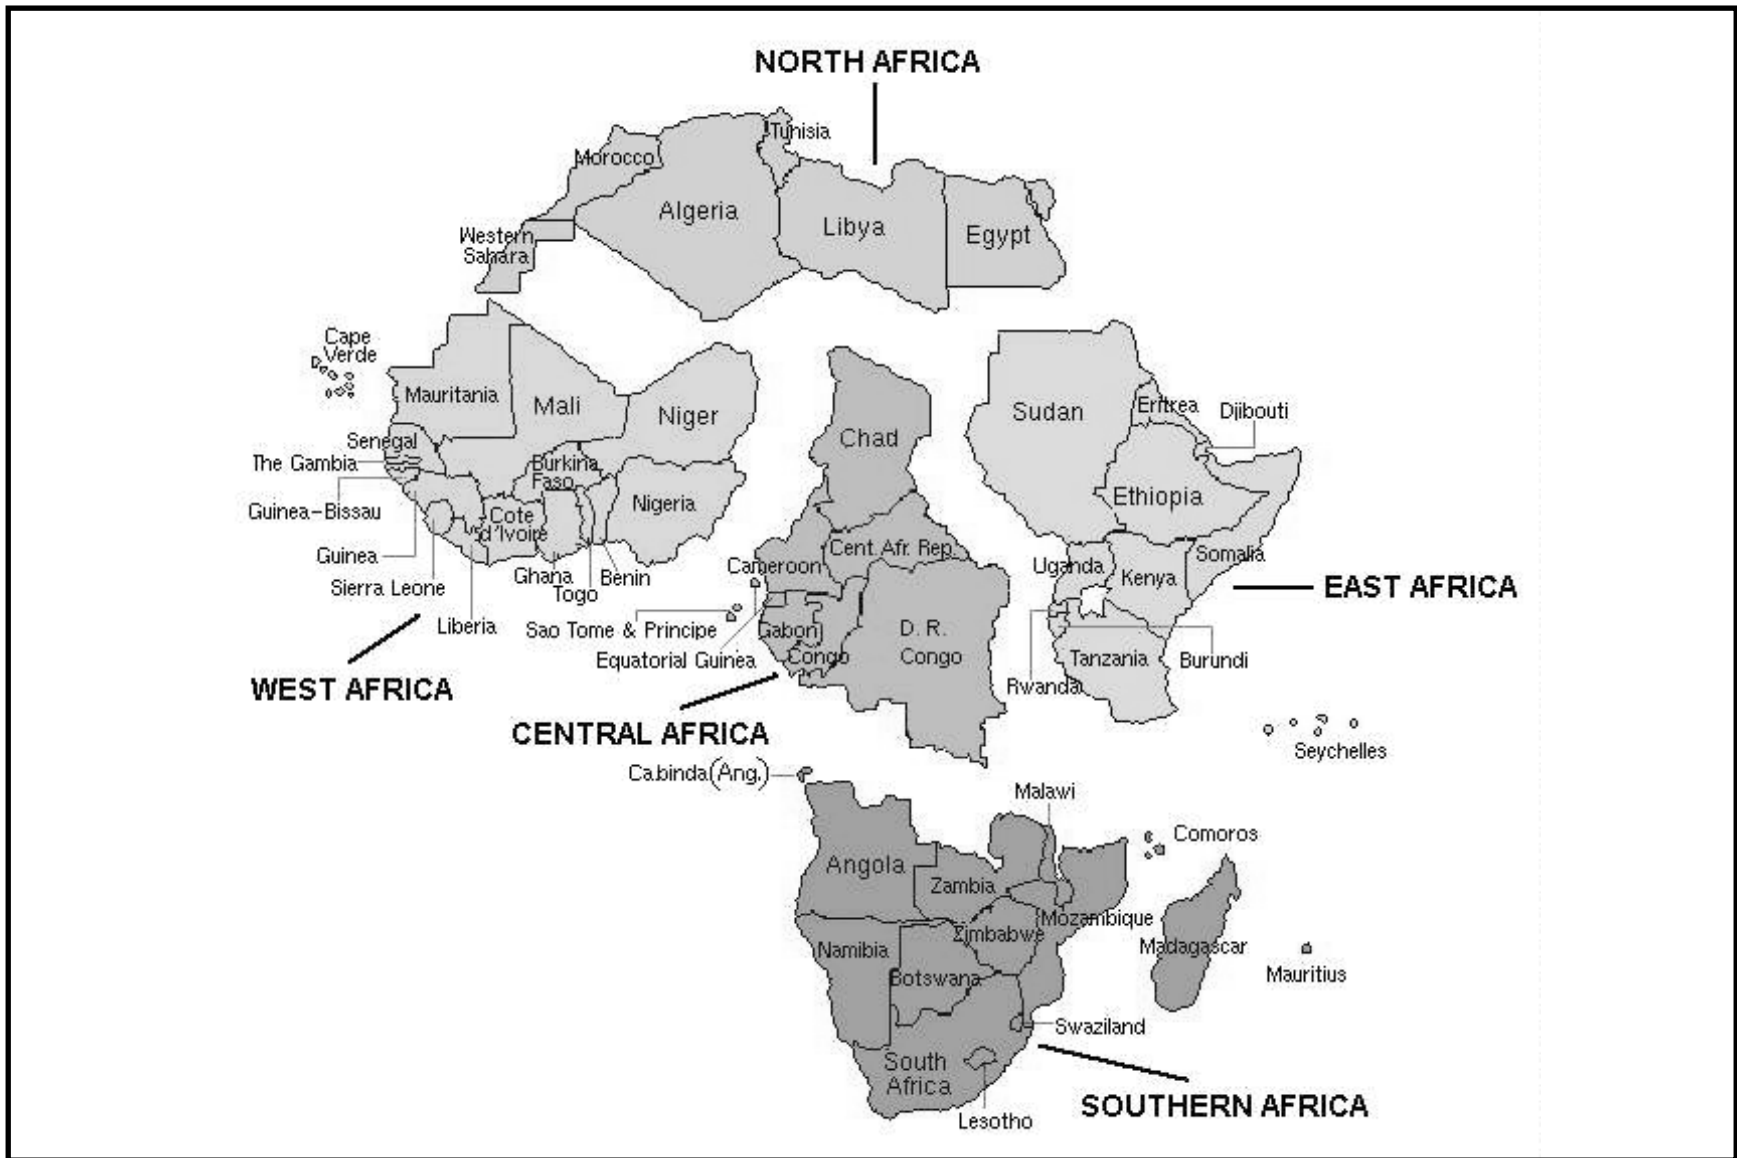 NORTH AFRICA
Tunisia
Morocco
Algeria
Libya
Egypt
Western
Sahara
Cape
Verde
Mauritania
Mali
Niger
Senegal
The Gambia
Burkina
Faso
Guinea-Bissau
Nigeria
Cote
d'Ivoire
Guinea
Sierra Leone
Ghana
Togo
Benin
Liberia
WEST AFRICA
Chad
Cent. Afr. Rep.
Cameroon
Sao Tome & Principe
Equatorial Guinea
Gabon
Congo
D. R.
Congo
CENTRAL AFRICA
Sudan
Eritrea
Djibouti
Ethiopia
Somalia
Uganda
Kenya
EAST AFRICA
Tanzania
Burundi
Rwanda
Seychelles
Cabinda (Ang.)
Malawi
Comoros
Angola
Zambia
Mozambique
Zimbabwe
Namibia
Botswana
Madagascar
Mauritius
Swaziland
South
Africa
Lesotho
SOUTHERN AFRICA